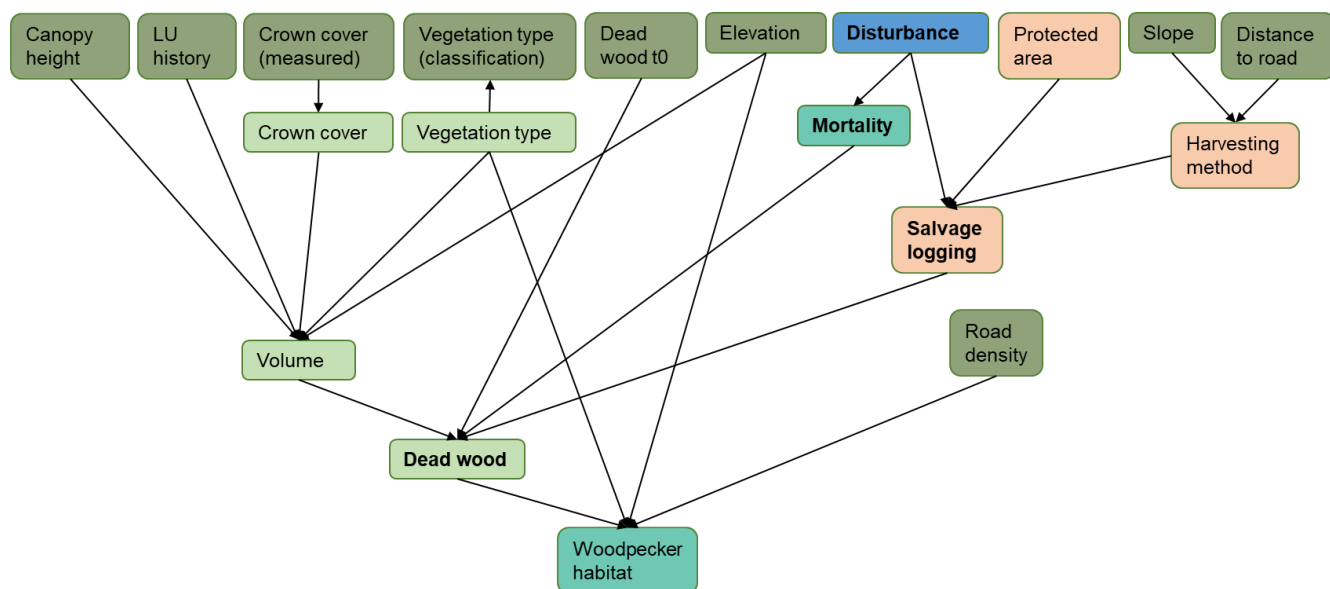 Canopy
height
LU
history
Crown cover
(measured)
Vegetation type
(classification)
Dead
wood t0
Elevation
Disturbance
Protected
area
Slope
Distance
to road
Crown cover
Vegetation type
Mortality
Harvesting
method
Salvage
logging
Volume
Road
density
Dead wood
Woodpecker
habitat